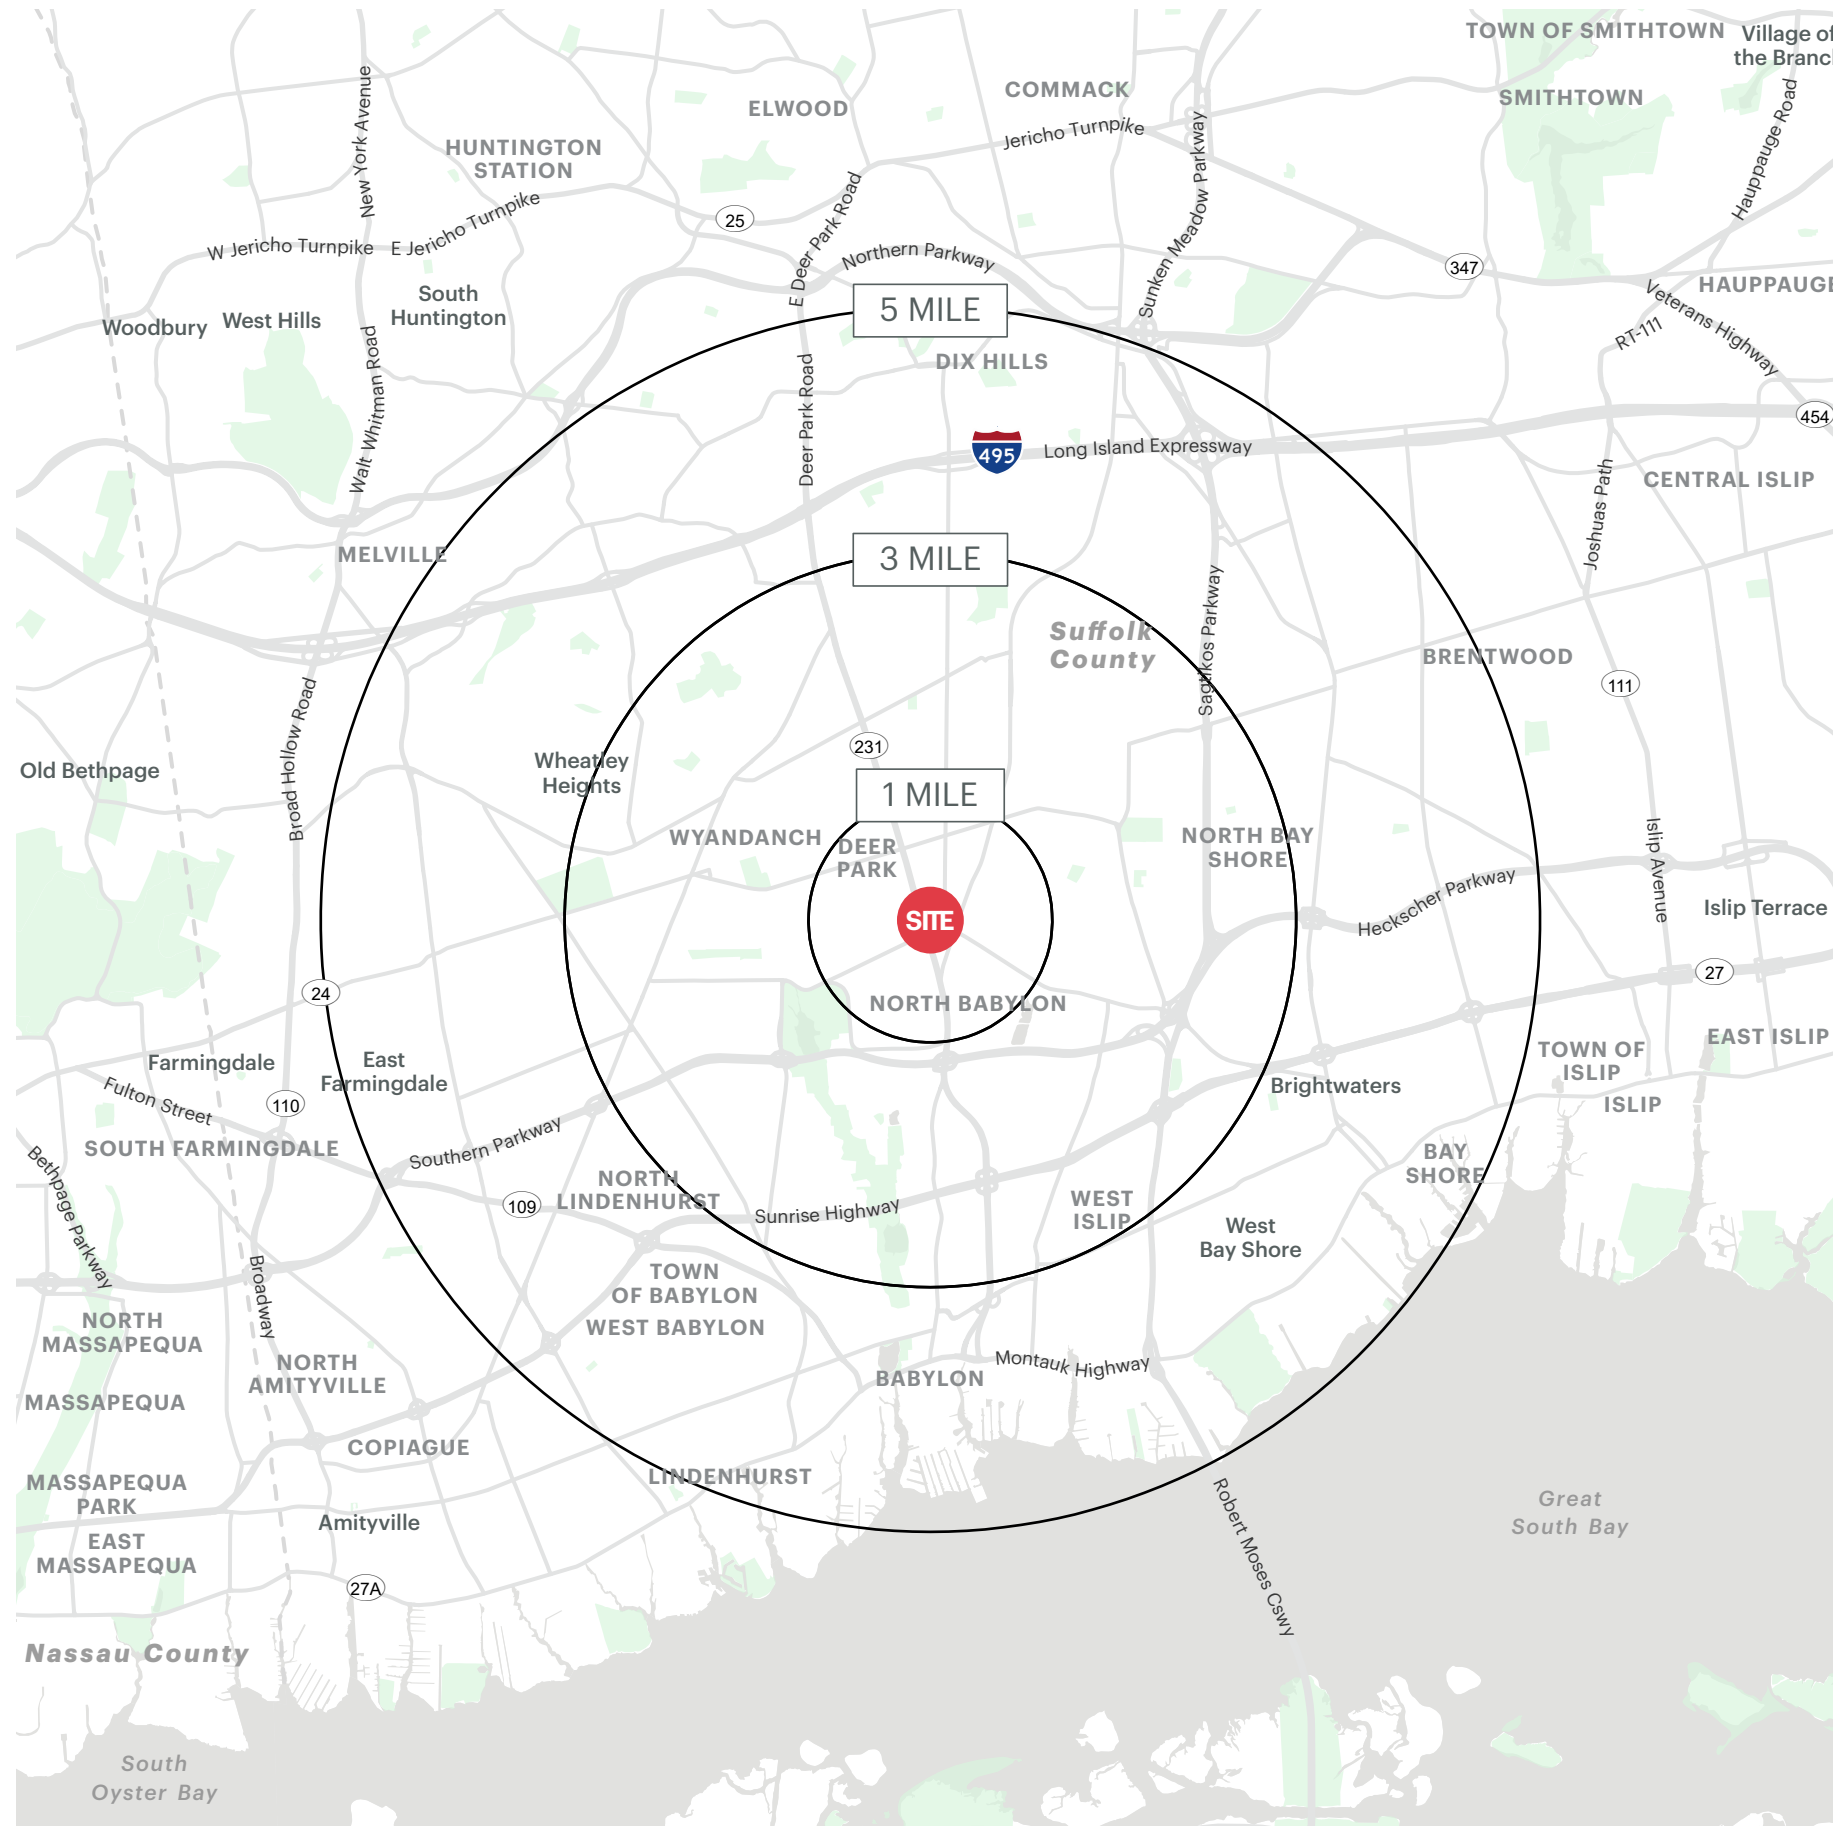 TOWN OF SMITHTOWN
Village of
the Branc
COMMACK
SMITHTOWN
ELWOOD
Hauppauge Road
New York Avenue
HUNTINGTON
STATION
Jericho Turnpike
Sunken Meadow Parkway
25
E Deer Park Road
W Jericho Turnpike
E Jericho Turnpike
Northern Parkway
347
HAUPPAUGE
Veterans Highway
RT-111
South
Huntington
West Hills
Woodbury
5 MILE
DIX HILLS
Walt Whitman Road
Deer Park Road
454
495
Long Island Expressway
CENTRAL ISLIP
Joshuas Path
MELVILLE
3 MILE
Suffolk
County
Sagtikos Parkway
BRENTWOOD
111
Broad Hollow Road
231
Old Bethpage
Wheatley
Heights
1 MILE
WYANDANCH
DEER
PARK
NORTH BAY
SHORE
Islip Avenue
Heckscher Parkway
Islip Terrace
SITE
27
24
NORTH BABYLON
EAST ISLIP
TOWN OF
ISLIP
ISLIP
Farmingdale
East
Farmingdale
Brightwaters
Fulton Street
110
SOUTH FARMINGDALE
Southern Parkway
BAY
SHORE
Bethpage Parkway
NORTH
LINDENHURST
109
Sunrise Highway
WEST
ISLIP
West
Bay Shore
Broadway
TOWN
OF BABYLON
WEST BABYLON
NORTH
MASSAPEQUA
NORTH
AMITYVILLE
Montauk Highway
BABYLON
MASSAPEQUA
COPIAGUE
LINDENHURST
MASSAPEQUA
PARK
Amityville
EAST
MASSAPEQUA
Great
South Bay
Robert Moses Cswy
27A
Nassau County
South
Oyster Bay